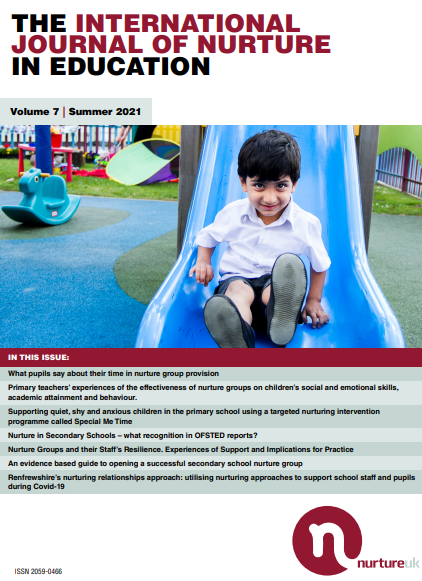 THE INTERNATIONAL
JOURNAL OF NURTURE
IN EDUCATION
Volume 7 | Summer 2021
IN THIS ISSUE:
What pupils say about their time in nurture group provision
Primary teachers' experiences of the effectiveness of nurture groups on children's social and emotional skills,
academic attainment and behaviour.
Supporting quiet, shy and anxious children in the primary school using a targeted nurturing intervention
programme called Special Me Time
Nurture in Secondary Schools – what recognition in OFSTED reports?
Nurture Groups and their Staff's Resilience. Experiences of Support and Implications for Practice
An evidence based guide to opening a successful secondary school nurture group
Renfrewshire's nurturing relationships approach: utilising nurturing approaches to support school staff and pupils
during Covid-19
n
nurtureuk
ISSN 2059-0466